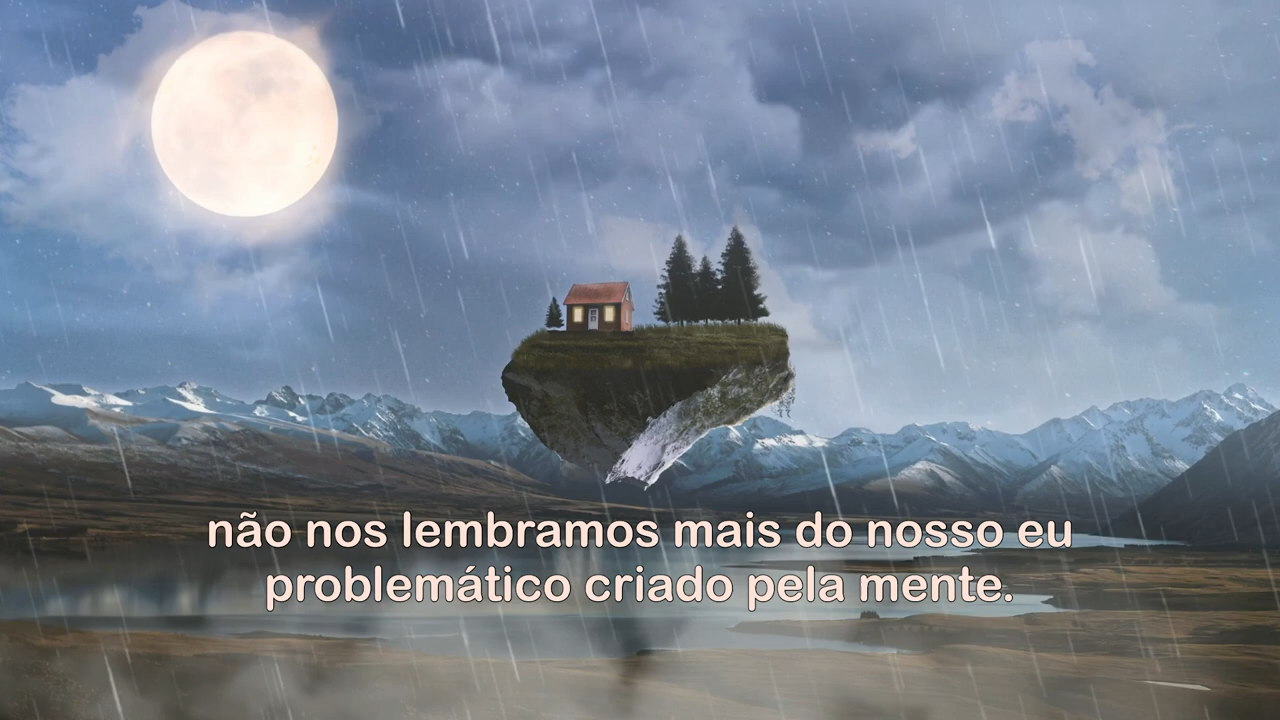 não nos lembramos mais do nosso eu
problemático criado pela mente.